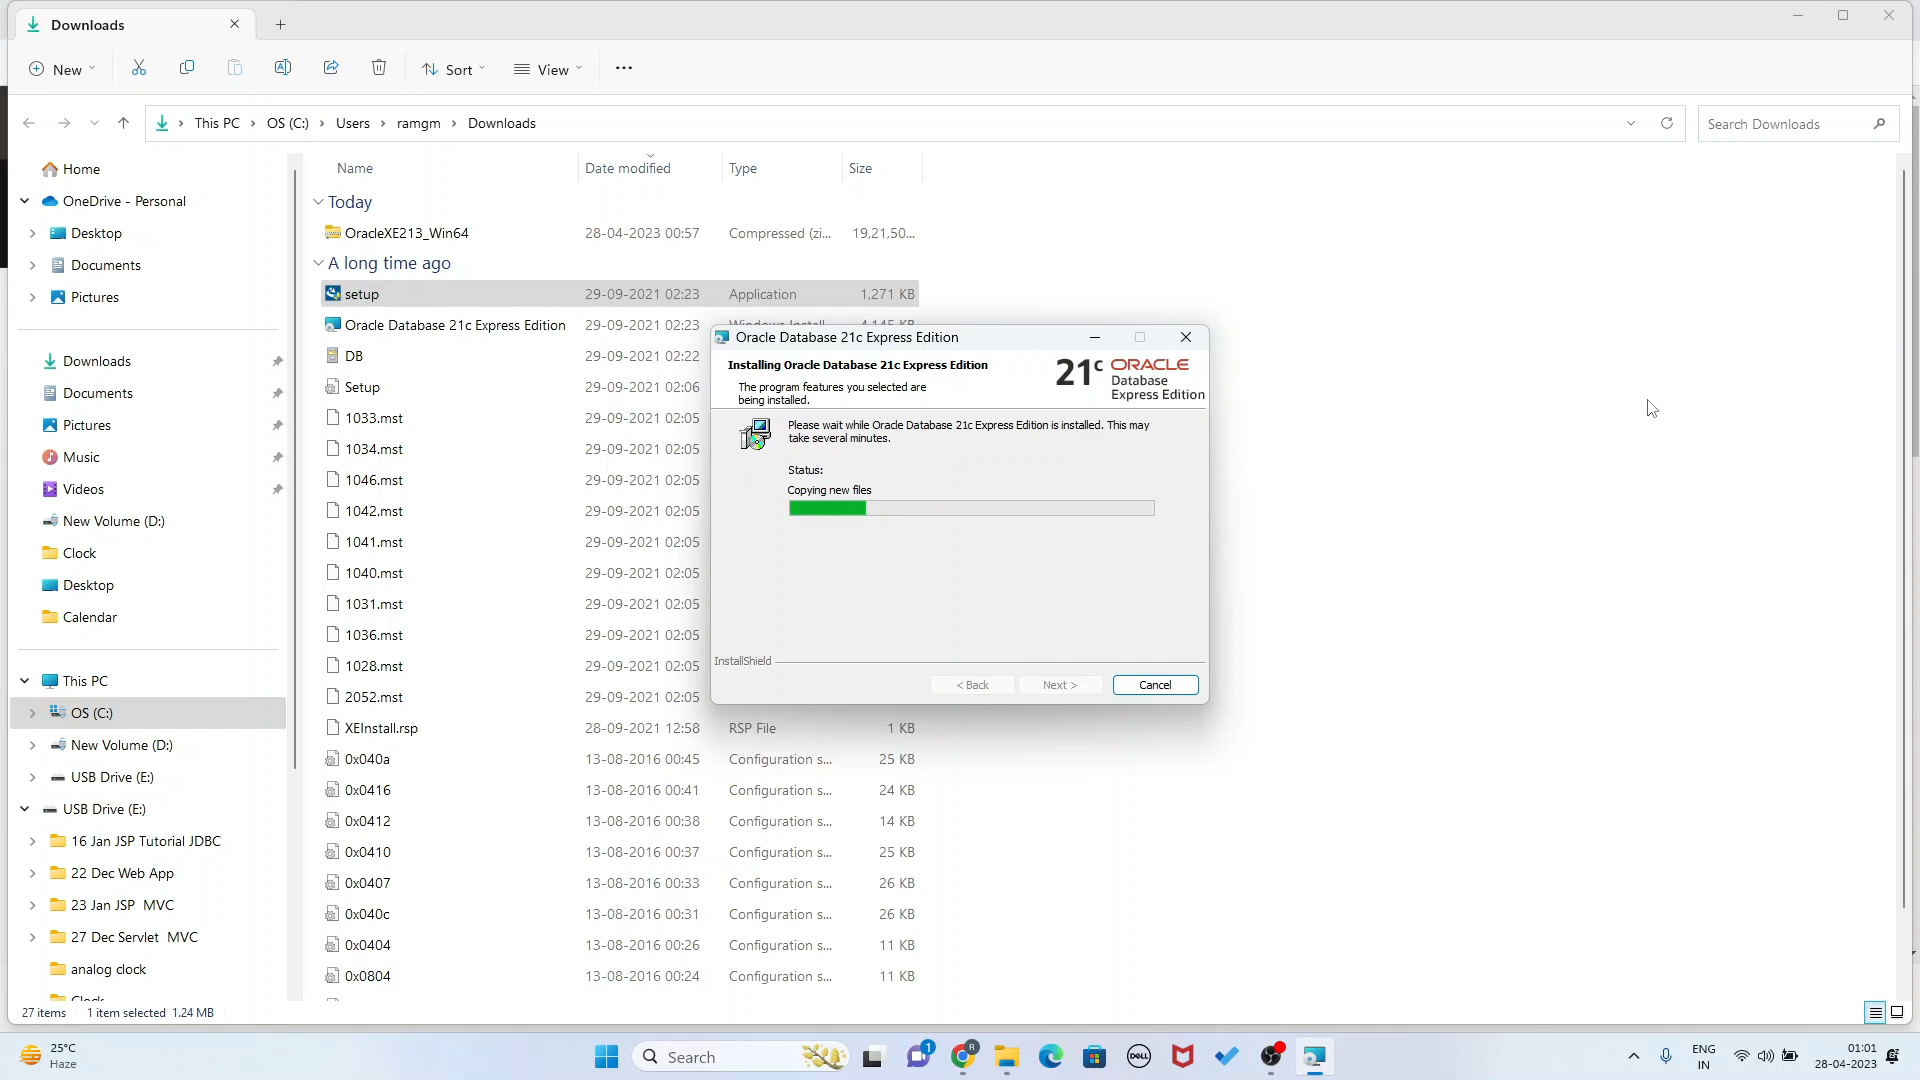 Downloads
New
Sort
View
This PC
OS (C:)
Users
ramgm
Downloads
Search Downloads
Home
OneDrive - Personal
Desktop
Documents
Pictures
Downloads
Documents
Pictures
Music
Videos
New Volume (D:)
Clock
Desktop
Calendar
This PC
OS (C:)
New Volume (D:)
USB Drive (E:)
USB Drive (E:)
16 Jan JSP Tutorial JDBC
22 Dec Web App
23 Jan JSP MVC
27 Dec Servlet MVC
analog clock
Clock
Name Date modified Type Size
Today
OracleXE213_Win64 28-04-2023 00:57 Compressed (zi... 19,21,50...
A long time ago
setup 29-09-2021 02:23 Application 1,271 KB
Oracle Database 21c Express Edition 29-09-2021 02:23 Windows Install... 4,145 KB
DB 29-09-2021 02:22
Setup 29-09-2021 02:06
1033.mst 29-09-2021 02:05
1034.mst 29-09-2021 02:05
1046.mst 29-09-2021 02:05
1042.mst 29-09-2021 02:05
1041.mst 29-09-2021 02:05
1040.mst 29-09-2021 02:05
1031.mst 29-09-2021 02:05
1036.mst 29-09-2021 02:05
1028.mst 29-09-2021 02:05
2052.mst 29-09-2021 02:05
XEInstall.rsp 28-09-2021 12:58 RSP File 1 KB
0x040a 13-08-2016 00:45 Configuration s... 25 KB
0x0416 13-08-2016 00:41 Configuration s... 24 KB
0x0412 13-08-2016 00:38 Configuration s... 14 KB
0x0410 13-08-2016 00:37 Configuration s... 25 KB
0x0407 13-08-2016 00:33 Configuration s... 26 KB
0x040c 13-08-2016 00:31 Configuration s... 26 KB
0x0404 13-08-2016 00:26 Configuration s... 11 KB
0x0804 13-08-2016 00:24 Configuration s... 11 KB
Oracle Database 21c Express Edition
Installing Oracle Database 21c Express Edition
The program features you selected are
being installed.
21c ORACLE
Database
Express Edition
Please wait while Oracle Database 21c Express Edition is installed. This may
take several minutes.
Status:
Copying new files
InstallShield
< Back
Next >
Cancel
27 items 1 item selected 1.24 MB
25°C
Haze
Search
1
R
DELL
ENG
IN
01:01
28-04-2023